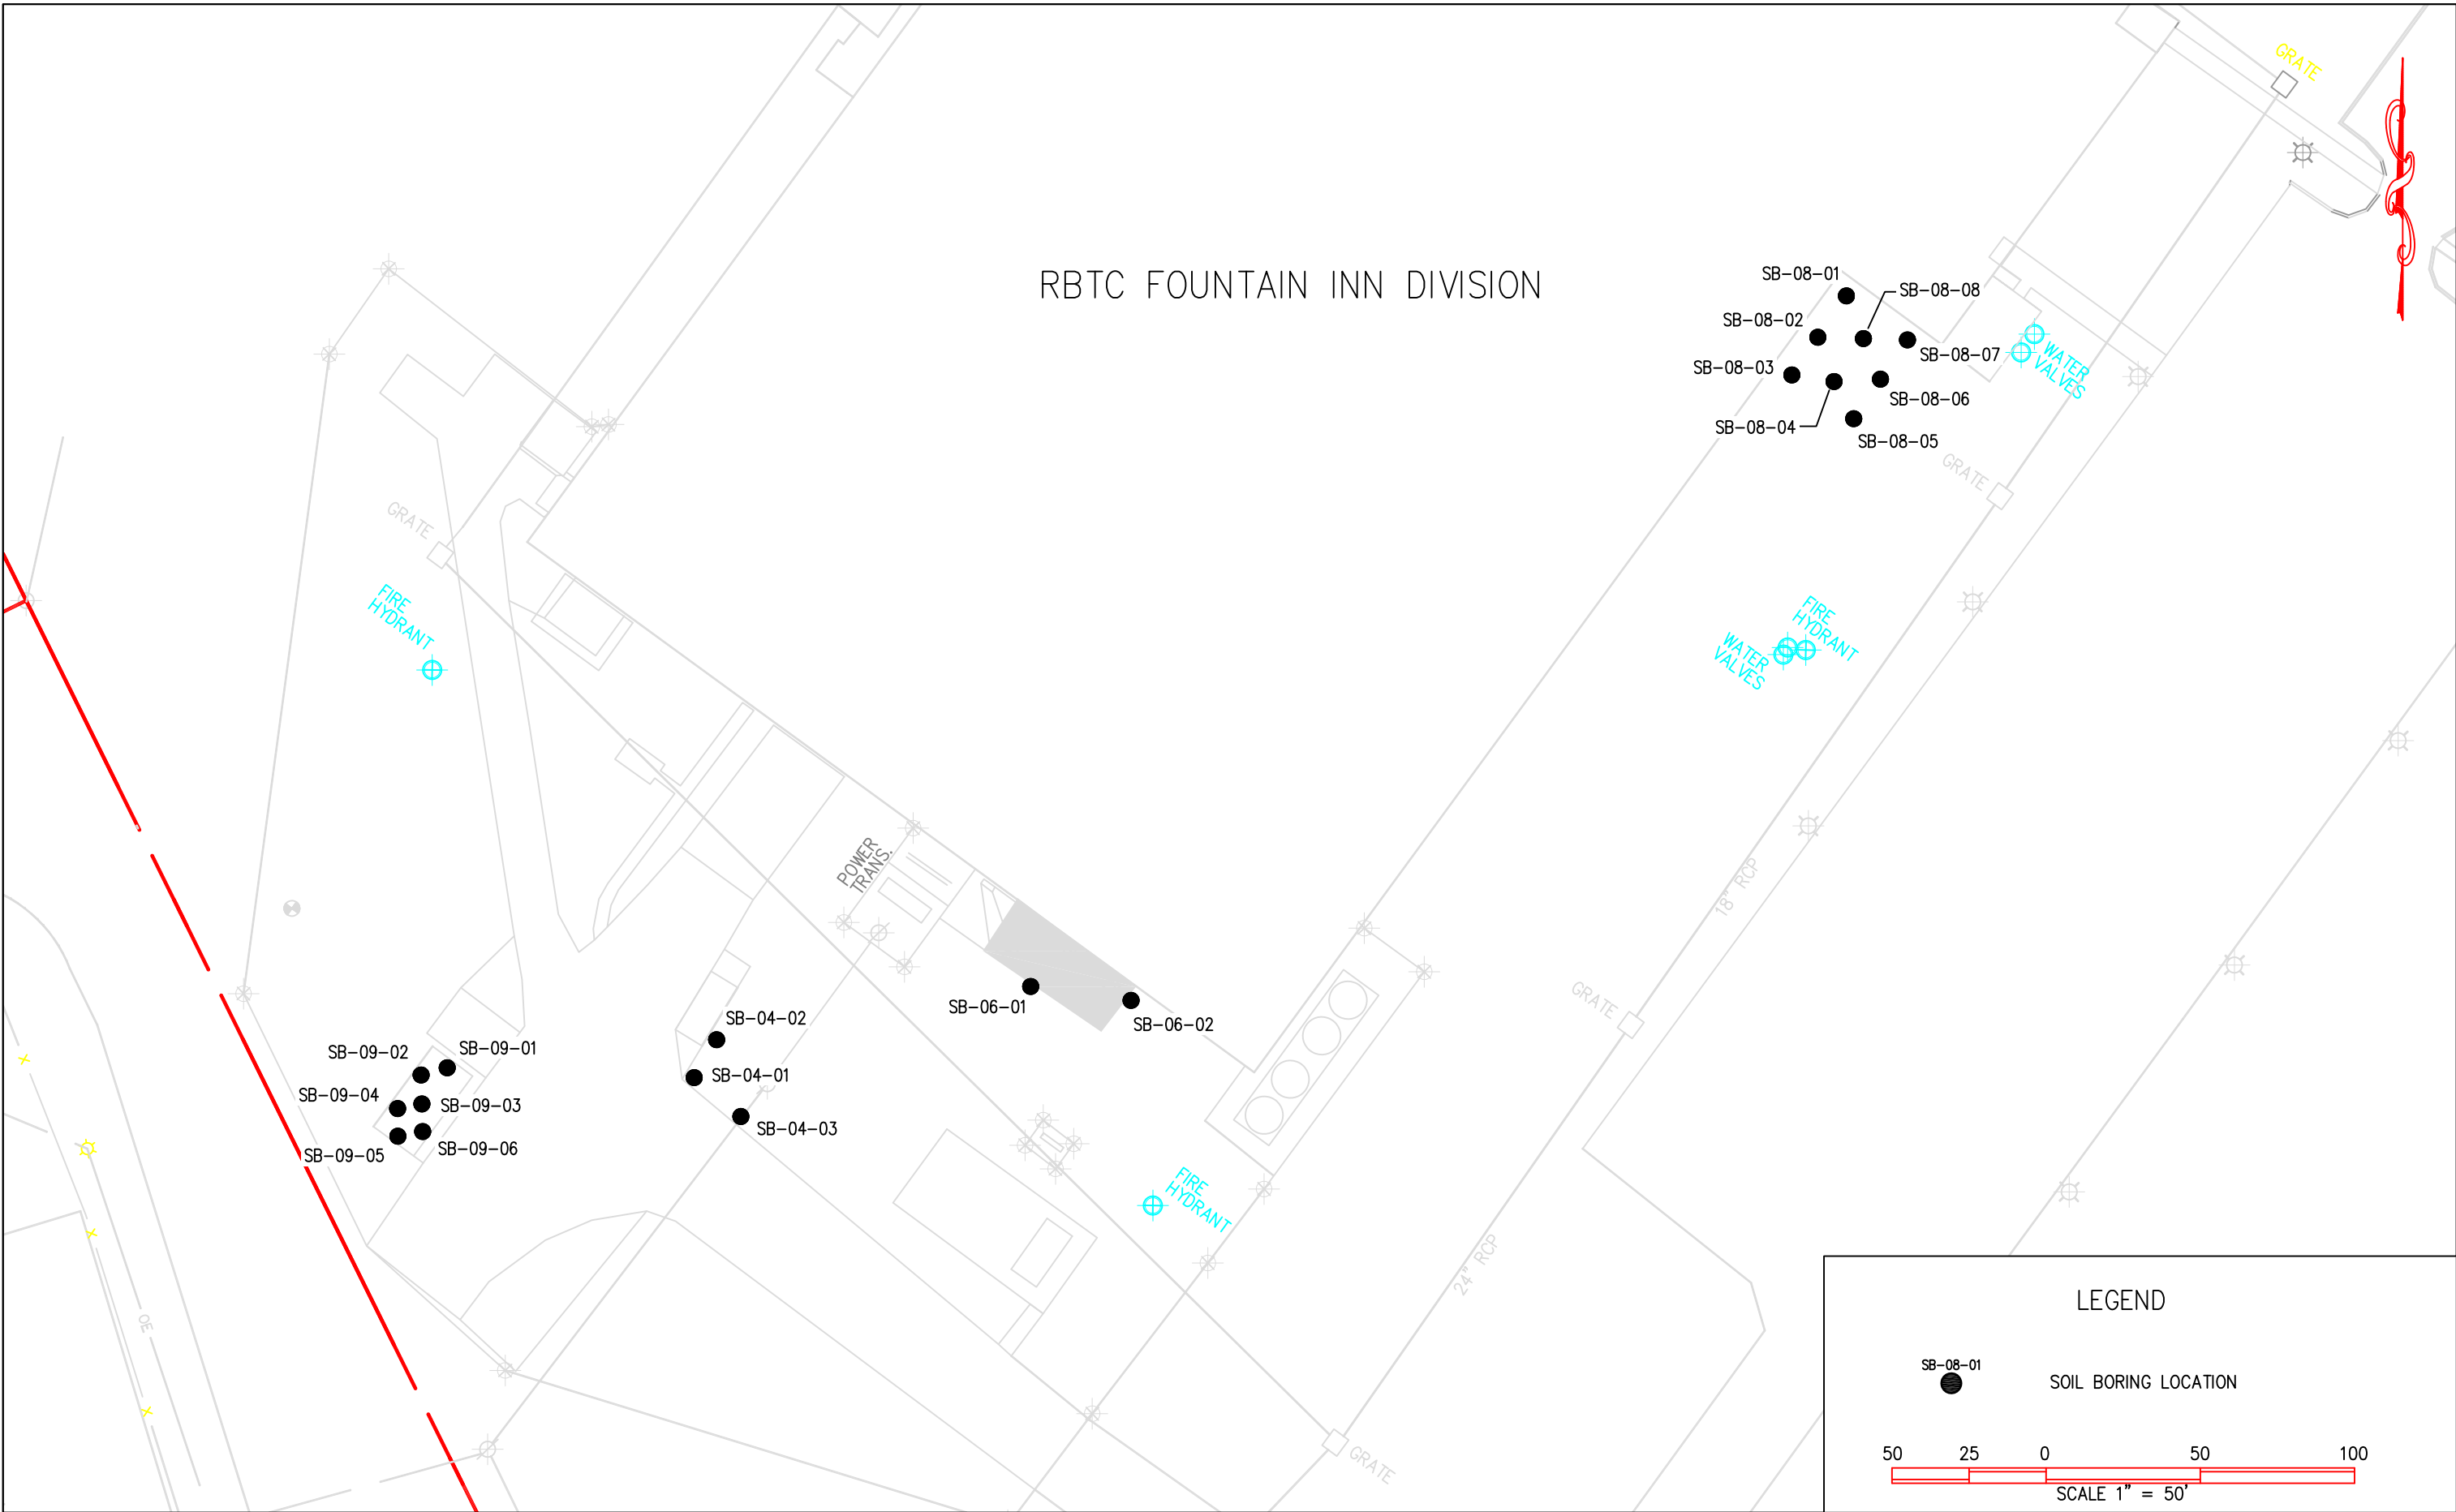 GRATE
RBTC FOUNTAIN INN DIVISION
SB-08-01
SB-08-08
SB-08-02
SB-08-07
SB-08-03
SB-08-06
SB-08-04
SB-08-05
WATER
VALVES
GRATE
GRATE
FIRE
HYDRANT
FIRE
HYDRANT
WATER
VALVES
POWER
TRANS.
18" RCP
SB-06-01
SB-06-02
GRATE
SB-04-02
SB-04-01
SB-04-03
SB-09-02
SB-09-01
SB-09-04
SB-09-03
SB-09-05
SB-09-06
FIRE
HYDRANT
24" RCP
OE
GRATE
LEGEND
SB-08-01
SOIL BORING LOCATION
50 25 0 50 100
SCALE 1" = 50'